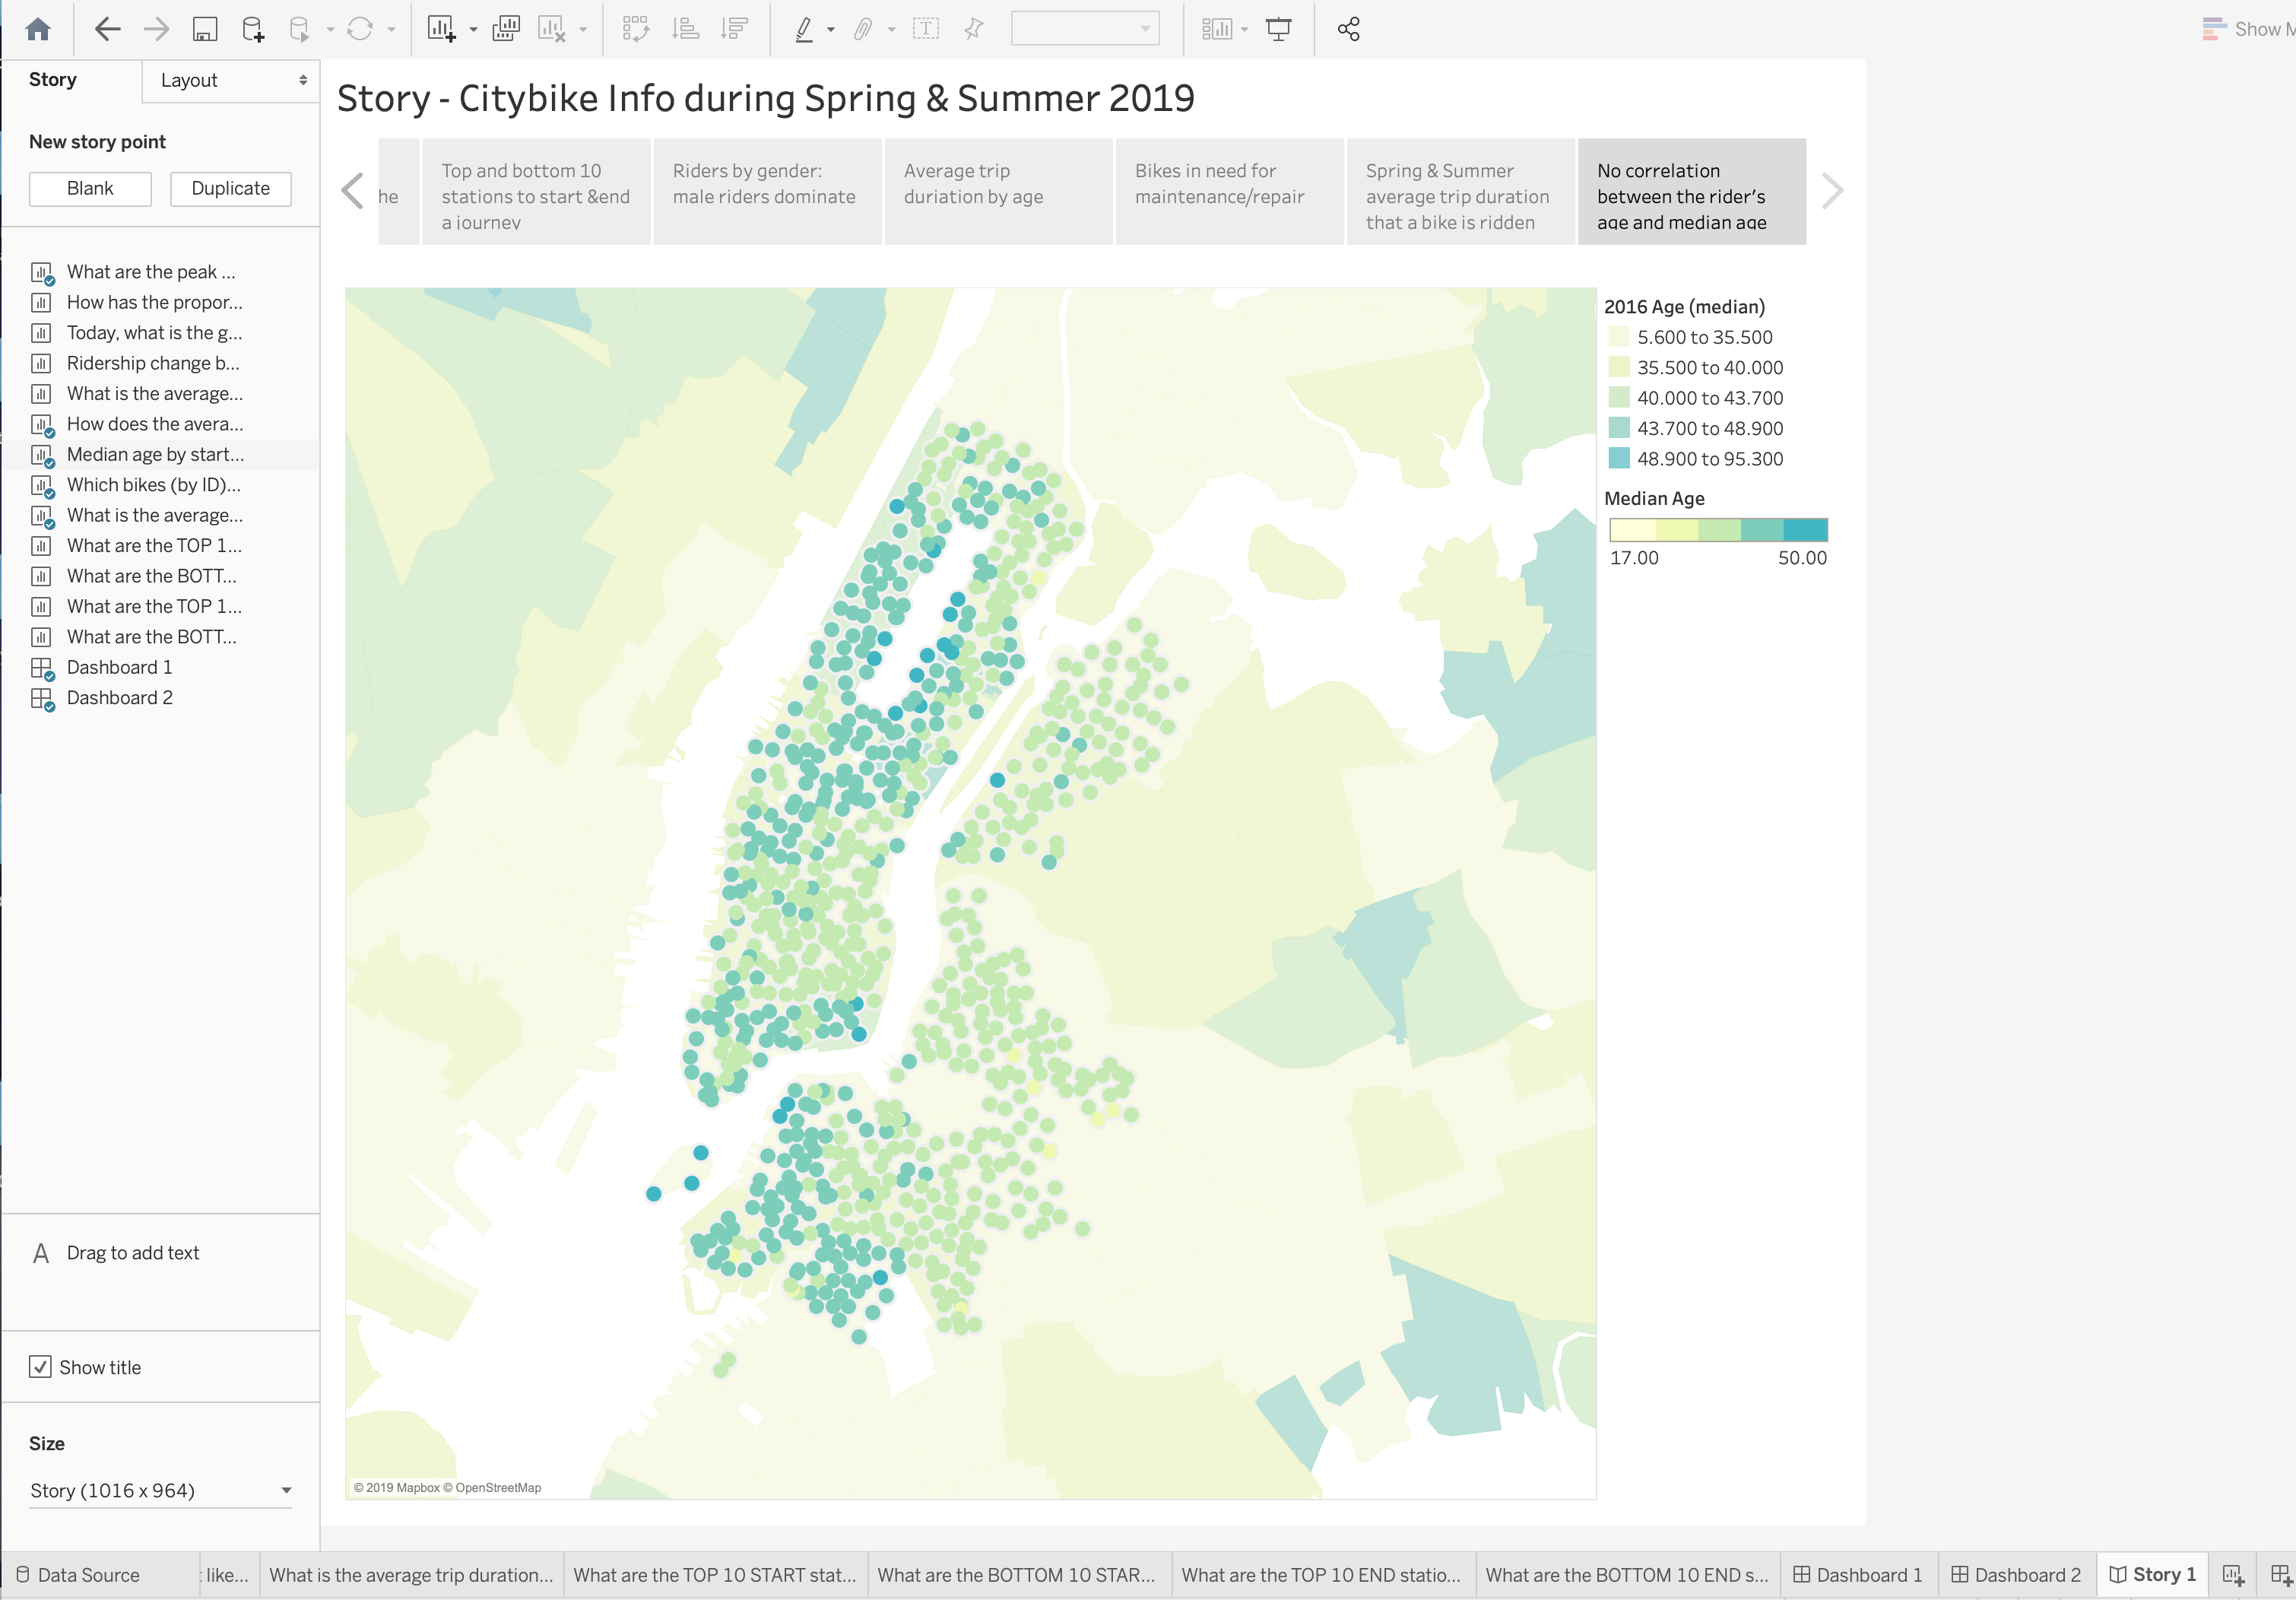 Show M
Story
Layout
New story point
Blank
Duplicate
What are the peak ...
How has the propor...
Today, what is the g...
Ridership change b...
What is the average...
How does the avera...
Median age by start...
Which bikes (by ID)...
What is the average...
What are the TOP 1...
What are the BOTT...
What are the TOP 1...
What are the BOTT...
Dashboard 1
Dashboard 2
A Drag to add text
Show title
Size
Story (1016 x 964)
Story - Citybike Info during Spring & Summer 2019
he
Top and bottom 10
stations to start &end
a journey
Riders by gender:
male riders dominate
Average trip
duriation by age
Bikes in need for
maintenance/repair
Spring & Summer
average trip duration
that a bike is ridden
No correlation
between the rider's
age and median age
2016 Age (median)
5.600 to 35.500
35.500 to 40.000
40.000 to 43.700
43.700 to 48.900
48.900 to 95.300
Median Age
17.00 50.00
© 2019 Mapbox © OpenStreetMap
Data Source
like...
What is the average trip duration...
What are the TOP 10 START stat...
What are the BOTTOM 10 STAR...
What are the TOP 10 END statio...
What are the BOTTOM 10 END s...
Dashboard 1
Dashboard 2
Story 1